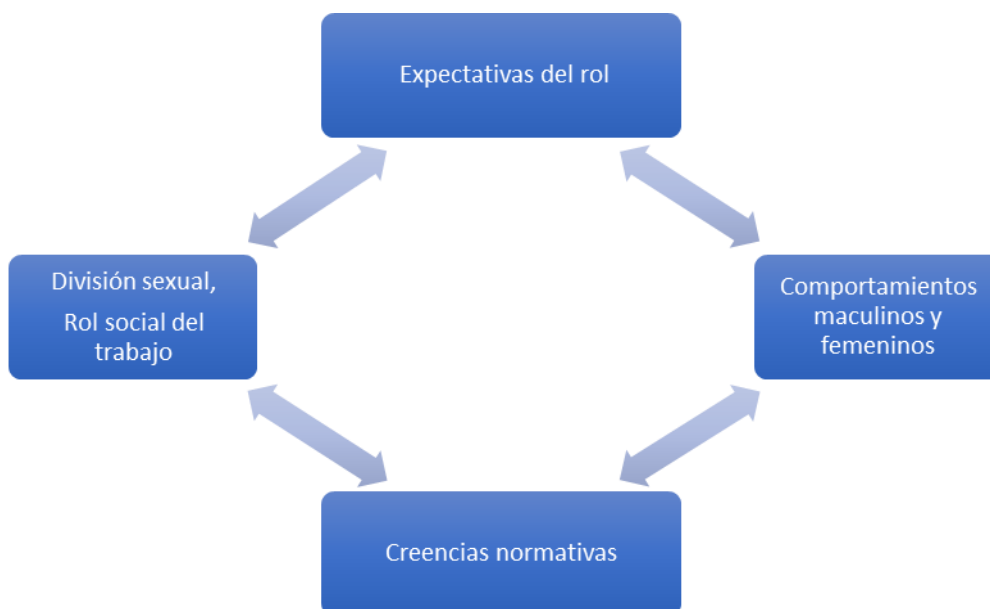 Expectativas del rol
División sexual,
Rol social del
trabajo
Comportamientos
maculinos y
femeninos
Creencias normativas